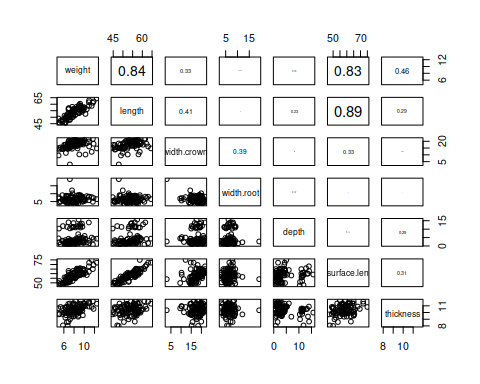 45 60 5 15 50 60 70
weight 0.84 0.33 0.83 0.46 6 12
45 65 length 0.41 0.89 0.29
width.crown 0.39 0.33 5 20
5 width.root
0 15 depth 0 15
50 75 surface.len 0.31
thickness 8 11
6 10 5 15 0 10 8 10